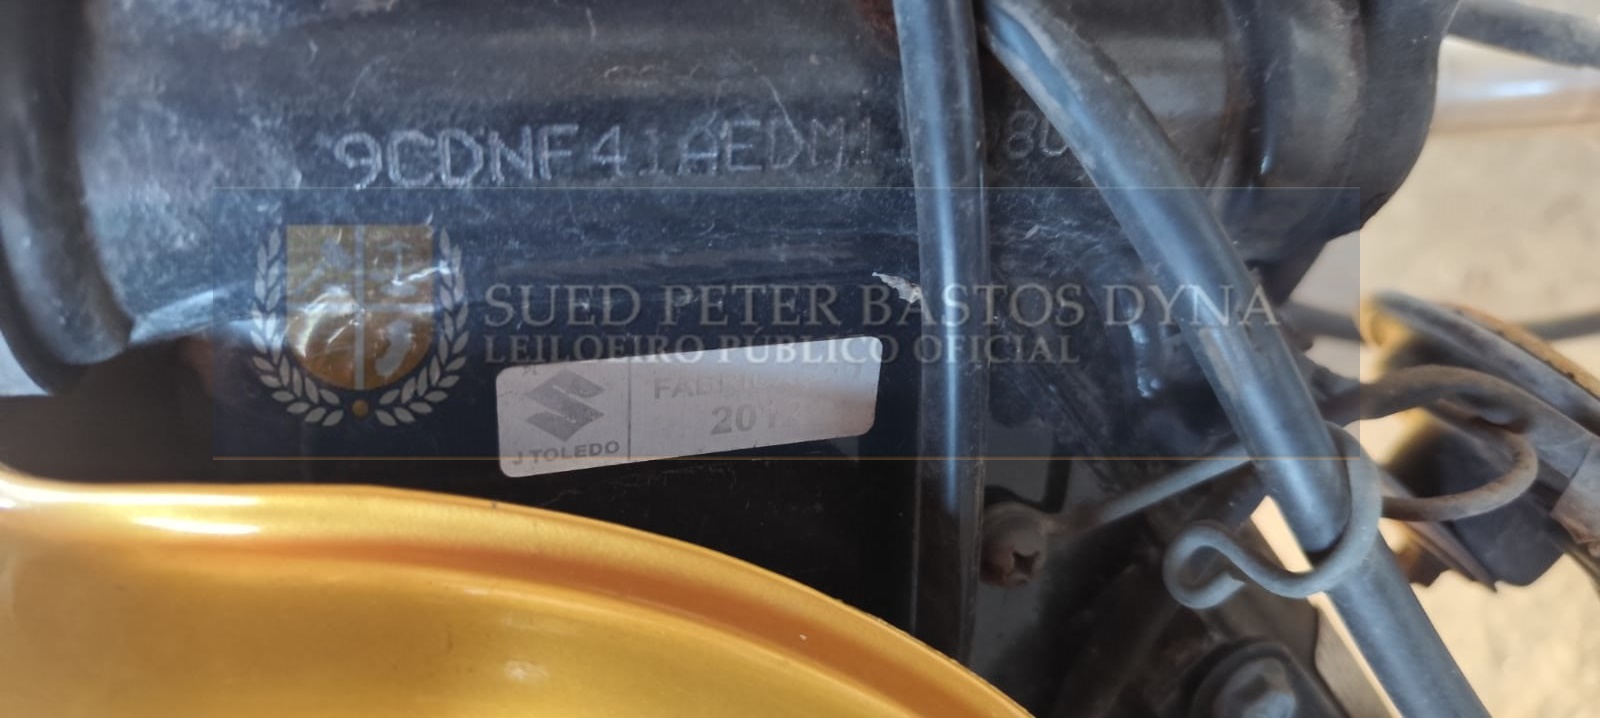 9CDNF41AEDM1
SUED PETER BASTOS DYNA
LEILOEIRO PÚBLICO OFICIAL
J TOLEDO